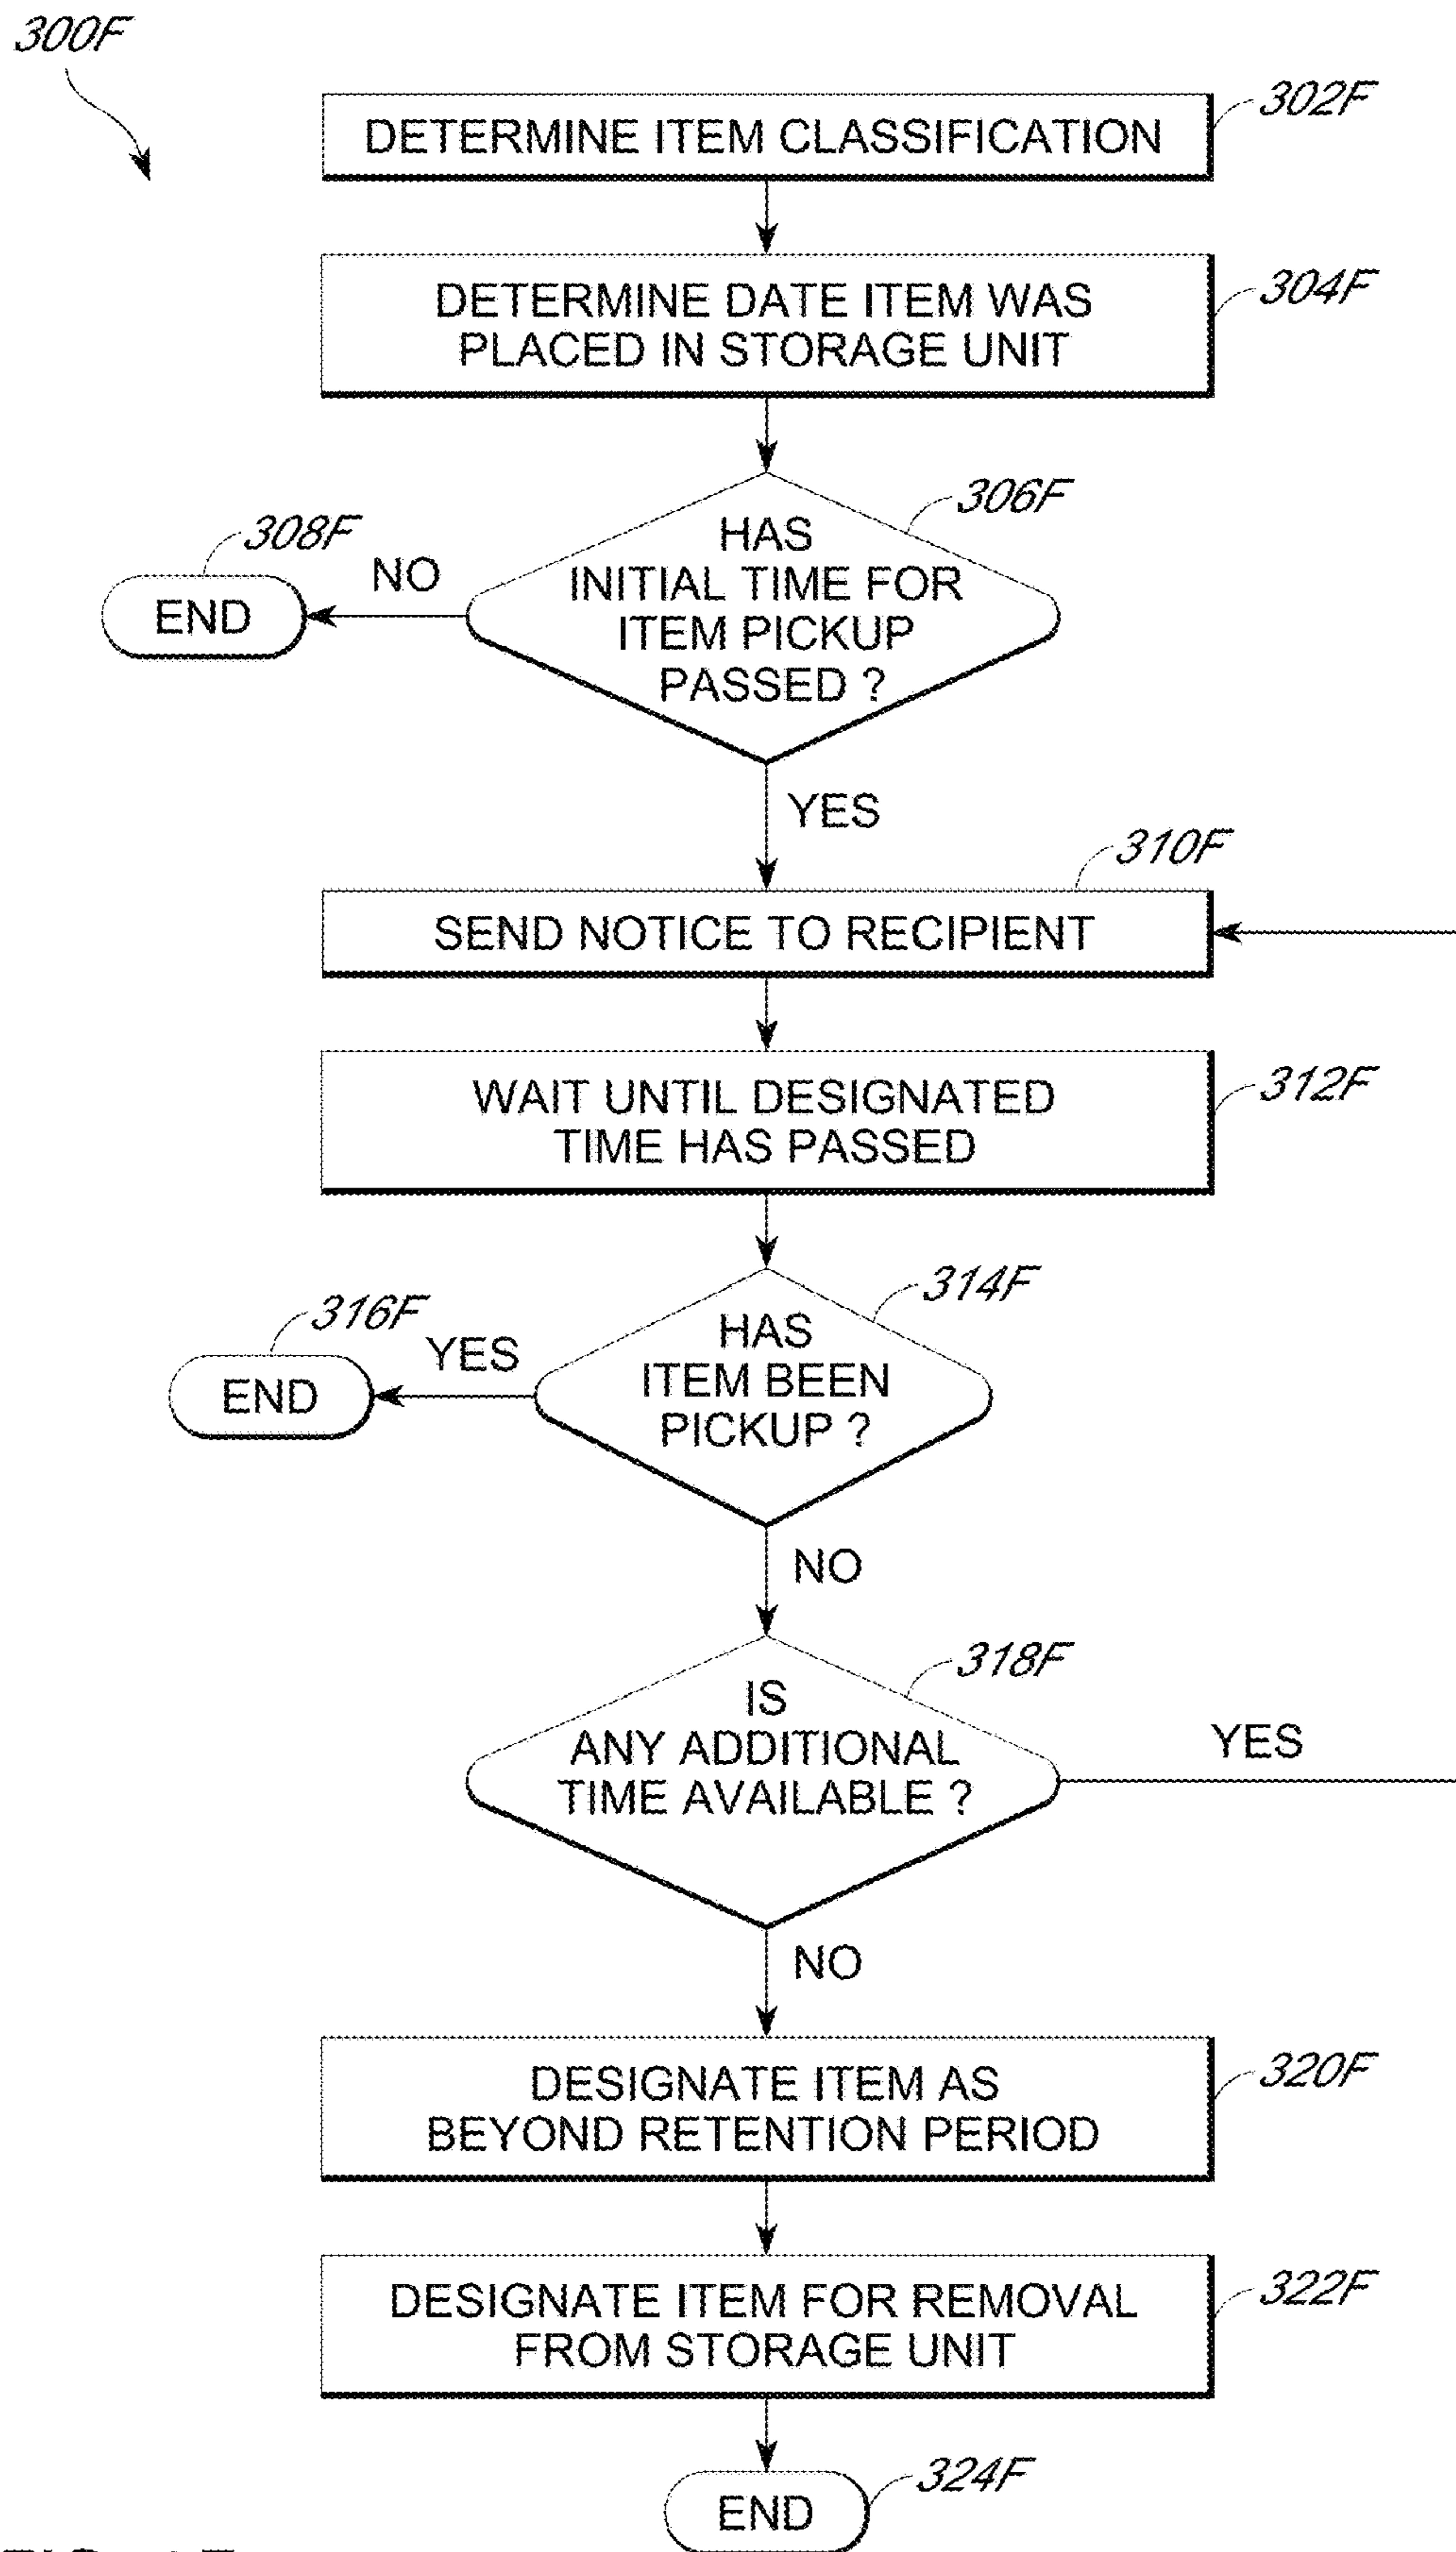 300F
302F
DETERMINE ITEM CLASSIFICATION
304F
DETERMINE DATE ITEM WAS
PLACED IN STORAGE UNIT
306F
308F
HAS
INITIAL TIME FOR
ITEM PICKUP
PASSED ?
NO
END
YES
310F
SEND NOTICE TO RECIPIENT
312F
WAIT UNTIL DESIGNATED
TIME HAS PASSED
314F
316F
HAS
ITEM BEEN
PICKUP ?
YES
END
NO
318F
IS
ANY ADDITIONAL
TIME AVAILABLE ?
YES
NO
320F
DESIGNATE ITEM AS
BEYOND RETENTION PERIOD
322F
DESIGNATE ITEM FOR REMOVAL
FROM STORAGE UNIT
324F
END